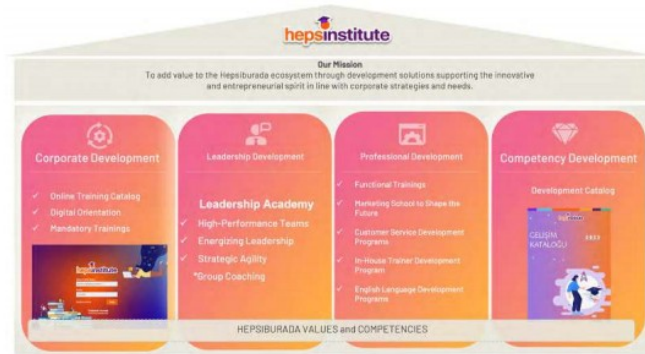 hepsinstitute
Our Mission
To add value to the Hepsiburada ecosystem through development solutions supporting the innovative
and entrepreneurial spirit in line with corporate strategies and needs.
Corporate Development
✓ Online Training Catalog
✓ Digital Orientation
✓ Mandatory Trainings
hepsinstitute
Leadership Development
Leadership Academy
✓ High-Performance Teams
✓ Energizing Leadership
✓ Strategic Agility
*Group Coaching
Professional Development
✓ Functional Trainings
✓ Marketing School to Shape the
Future
✓ Customer Service Development
Programs
✓ In-House Trainer Development
Program
✓ English Language Development
Programs
Competency Development
Development Catalog
GELİŞİM
KATALOĞU
2023
HEPSIBURADA VALUES and COMPETENCIES